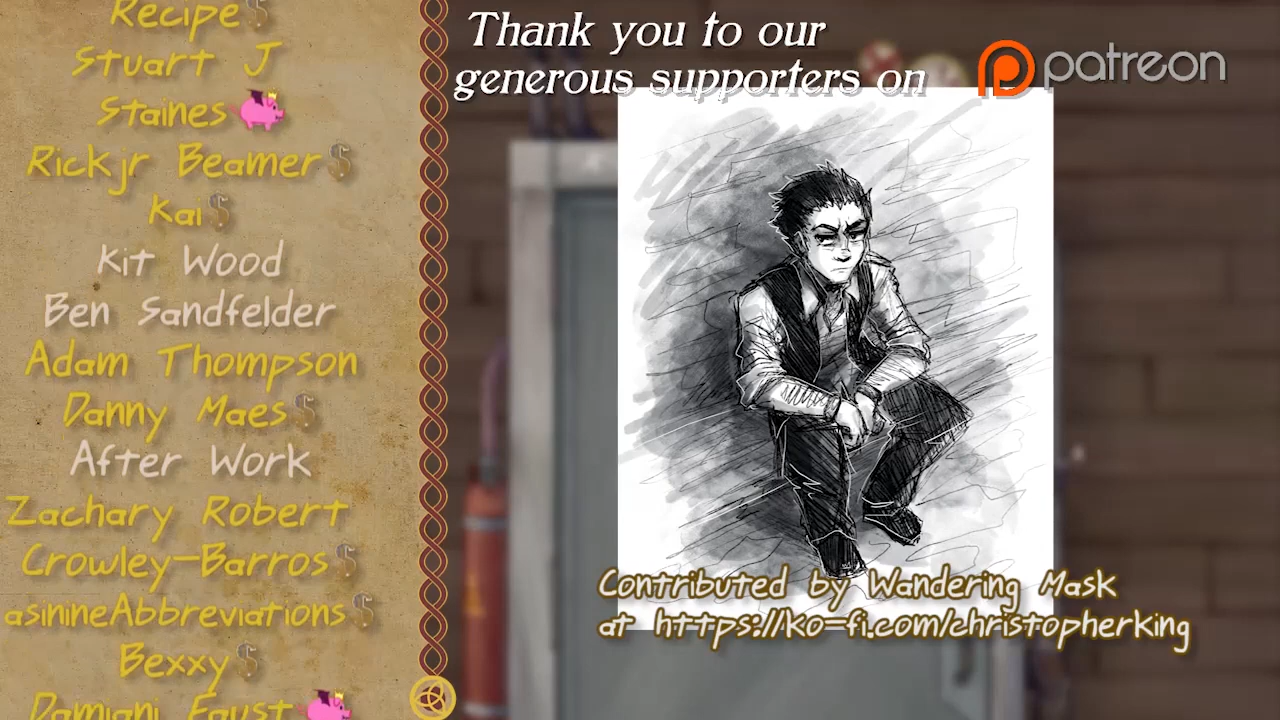 Recipe
Stuart J
Staines
Rickjr Beamer
Kai
Kit Wood
Ben Sandfelder
Adam Thompson
Danny Maes
After Work
Zachary Robert
Crowley-Barros
asinineAbbreviations
Bexxy
Damiani Faust
Thank you to our
generous supporters on
patreon
Contributed by Wandering Mask
at https://ko-fi.com/christopherking